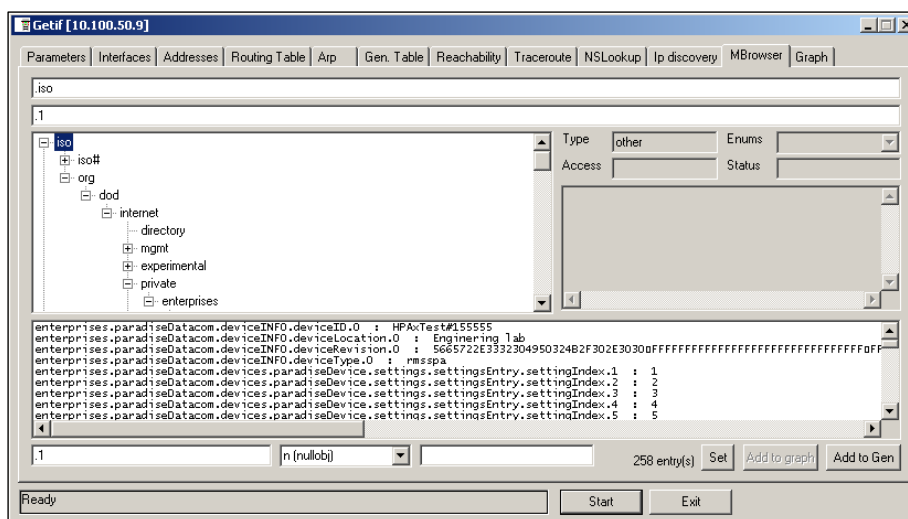 Getif [10.100.50.9]
Parameters Interfaces Addresses Routing Table Arp Gen. Table Reachability Traceroute NSLookup Ip discovery MBrowser Graph
.iso
.1
iso
iso#
org
dod
internet
directory
mgmt
experimental
private
enterprises
Type other Enums
Access Status
enterprises.paradiseDatacom.deviceINFO.deviceID.0 : HPAxTest#155555
enterprises.paradiseDatacom.deviceINFO.deviceLocation.0 : Enginering lab
enterprises.paradiseDatacom.deviceINFO.deviceRevision.0 :
enterprises.paradiseDatacom.deviceINFO.deviceType.0 : rmsspa
enterprises.paradiseDatacom.devices.paradiseDevice.settings.settingsEntry.settingIndex.1 : 1
enterprises.paradiseDatacom.devices.paradiseDevice.settings.settingsEntry.settingIndex.2 : 2
enterprises.paradiseDatacom.devices.paradiseDevice.settings.settingsEntry.settingIndex.3 : 3
enterprises.paradiseDatacom.devices.paradiseDevice.settings.settingsEntry.settingIndex.4 : 4
enterprises.paradiseDatacom.devices.paradiseDevice.settings.settingsEntry.settingIndex.5 : 5
.1 n (nullobj) 258 entry(s) Set Add to graph Add to Gen
Ready Start Exit